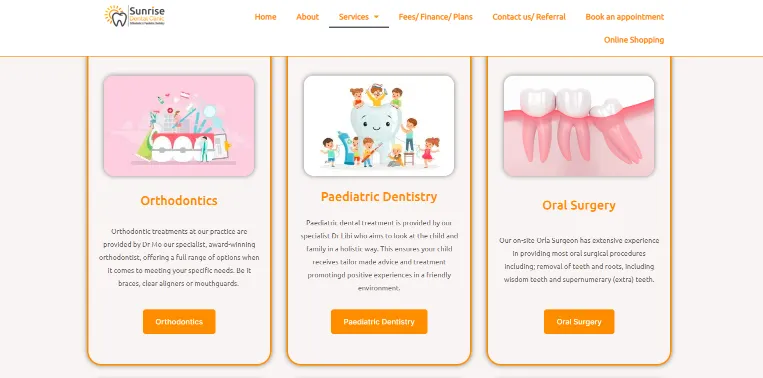 Sunrise
Dental Clinic
Home
About
Services
Fees/ Finance/ Plans
Contact us/ Referral
Book an appointment
Online Shopping
Orthodontics
Orthodontic treatments at our practice are
provided by Dr Mo our specialist, award-winning
orthodontist, offering a full range of options when
it comes to meeting your specific needs. Be it
braces, clear aligners or mouthguards.
Orthodontics
Paediatric Dentistry
Paediatric dental treatment is provided by our
specialist Dr Libi who aims to look at the child and
family in a holistic way. This ensures your child
receives tailor made advice and treatment
promotingd positive experiences in a friendly
environment.
Paediatric Dentistry
Oral Surgery
Our on-site Orla Surgeon has extensive experience
in providing most oral surgical procedures
including; removal of teeth and roots, including
wisdom teeth and supernumerary (extra) teeth.
Oral Surgery